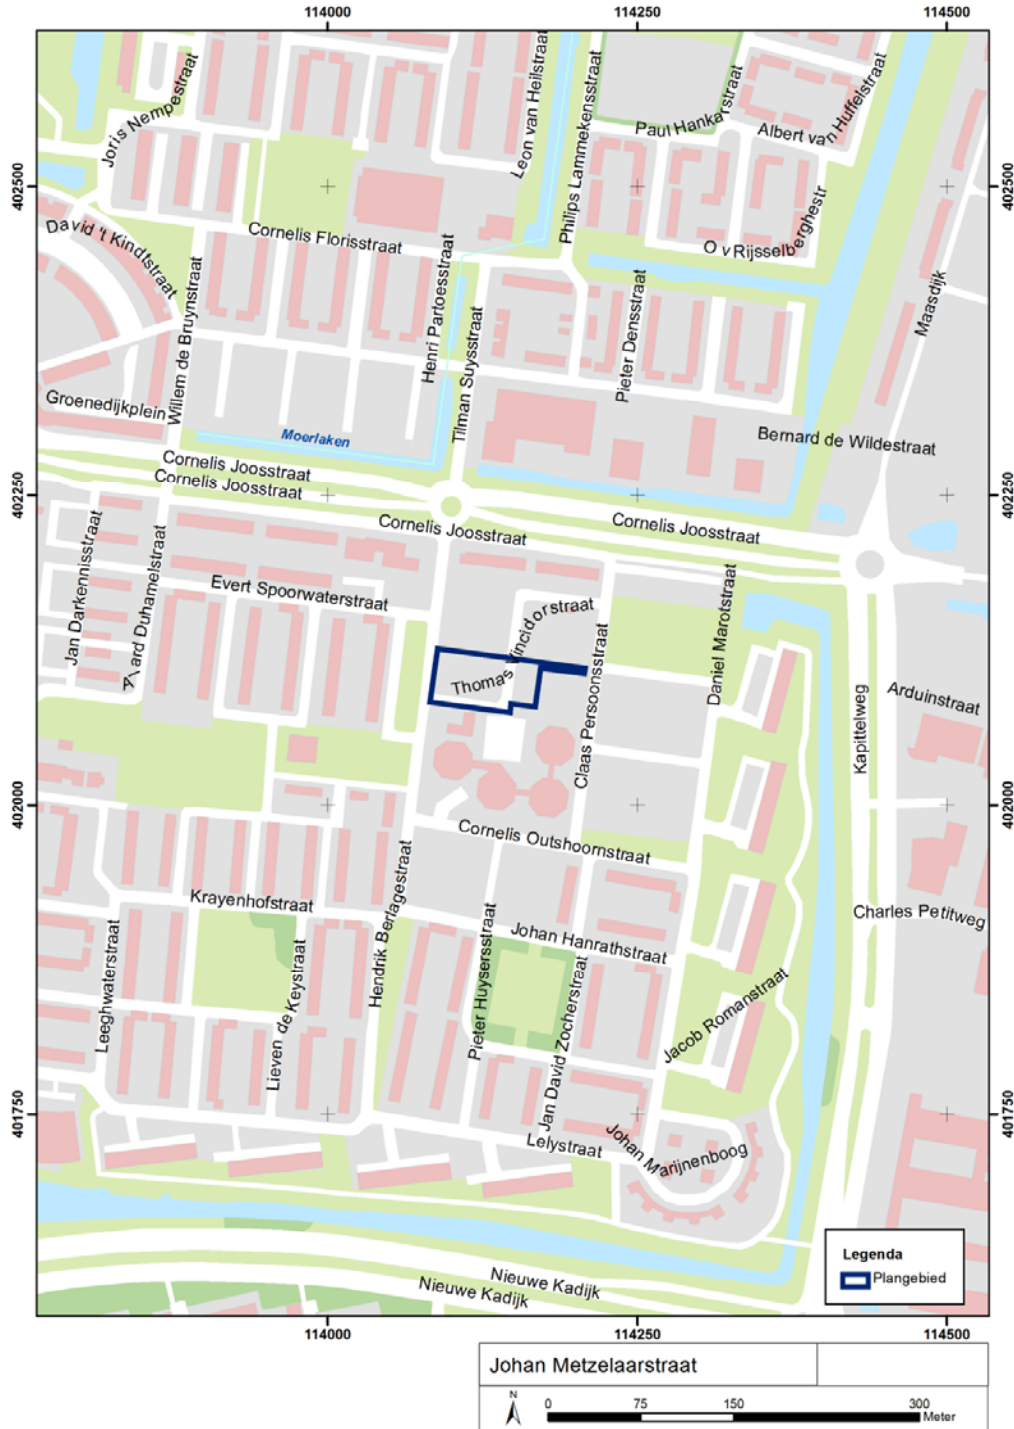 114000
114250
114500
Joris Nempestraat
Leon van Heilstraat
Philips Lammekensstraat
Paul Hankarstraat
Albert van Huffelstraat
402500
402500
David 't Kindtstraat
Cornelis Florisstraat
O v Rijsselberghestr
Willem de Bruynstraat
Henri Partoesstraat
Tilman Suysstraat
Pieter Densstraat
Maasdijk
Groenedijkplein
Moerlaken
Bernard de Wildestraat
Cornelis Joosstraat
Cornelis Joosstraat
402250
402250
Cornelis Joosstraat
Cornelis Joosstraat
Jan Darkennisstraat
Aard Duhamelstraat
Evert Spoorwaterstraat
Thomas Vincidorstraat
Claas Persoonsstraat
Daniel Marotstraat
Kapittelweg
Arduinstraat
402000
402000
Cornelis Outshoornstraat
Krayenhofstraat
Hendrik Berlagestraat
Charles Petitweg
Leeghwaterstraat
Lieven de Keystraat
Pieter Huysersstraat
Johan Hanrathstraat
Jan David Zocherstraat
Jacob Romanstraat
401750
401750
Lelystraat
Johan Marijnenboog
Nieuwe Kadijk
Nieuwe Kadijk
Legenda
Plangebied
114000
114250
114500
Johan Metzelaarstraat
N
0 75 150 300
Meter